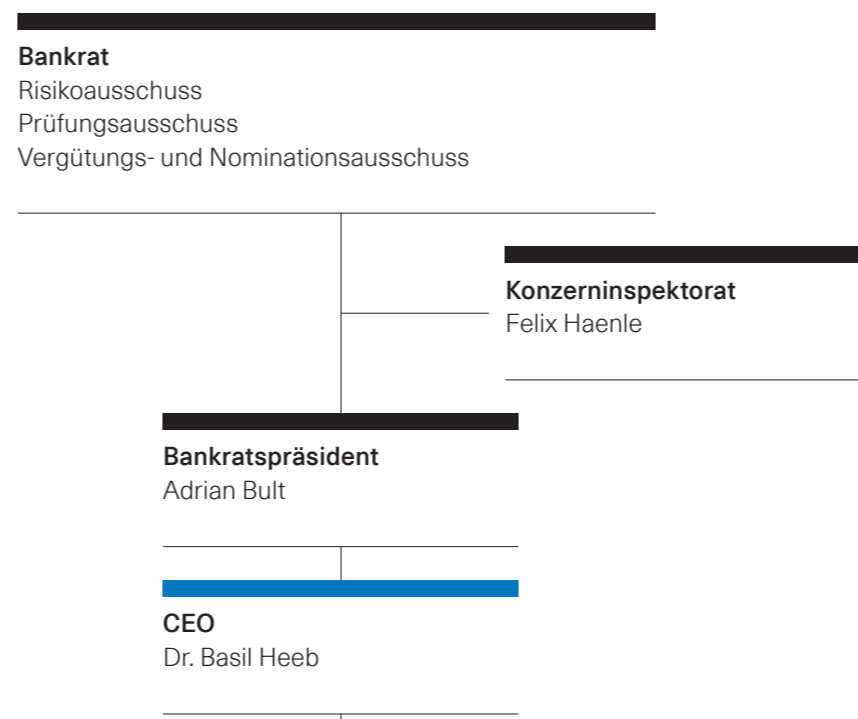 Bankrat
Risikoausschuss
Prüfungsausschuss
Vergütungs- und Nominationsausschuss
Konzerninspektorat
Felix Haenle
Bankratspräsident
Adrian Bult
CEO
Dr. Basil Heeb